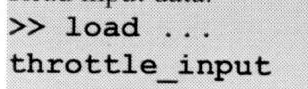 >> load ...
throttle_input